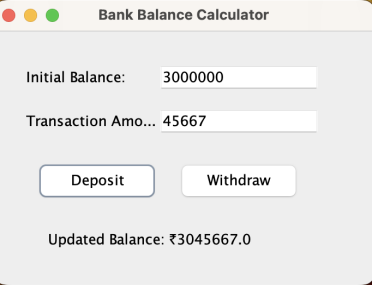 Bank Balance Calculator
Initial Balance: 3000000
Transaction Amo... 45667
Deposit Withdraw
Updated Balance: ₹3045667.0